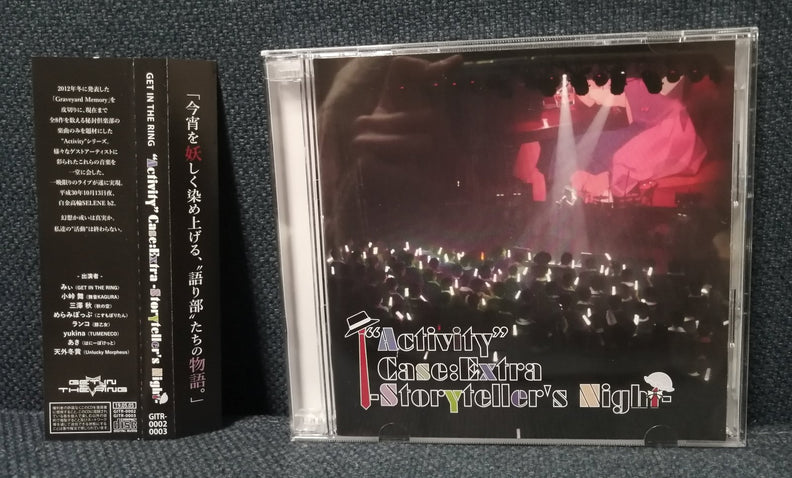 2012年冬に発表した
「Graveyard Memory」を
皮切りに、現在まで
全8作を数える秘封倶楽部の
楽曲のみを題材にした
"Activity"シリーズ。
様々なゲストアーティストに
彩られたこれらの音楽を
一堂に会した、
一晩限りのライブが遂に実現。
平成30年10月13日夜、
白金高輪SELENE b2。
幻想か或いは真実か、
私達の"活動"は終わらない。
- 出演者 -
みぃ (GET IN THE RING)
小峠 舞 (舞音KAGURA)
三澤 秋 (秋の空)
めらみぽっぷ (こすもぽりたん)
ランコ (豚乙女)
yukina (TUMENECO)
あき (はにーぽけっと)
天外冬黄 (Unlucky Morpheus)
GET IN
THE RING
GITR-0002
GITR-0003
GET IN THE RING
"Activity" Case:Extra -Storyteller's Night-
GITR-
0002
0003
「今宵を妖しく染め上げる、"語り部"たちの物語。」
"Activity"
Case:Extra
-Storyteller's Night-